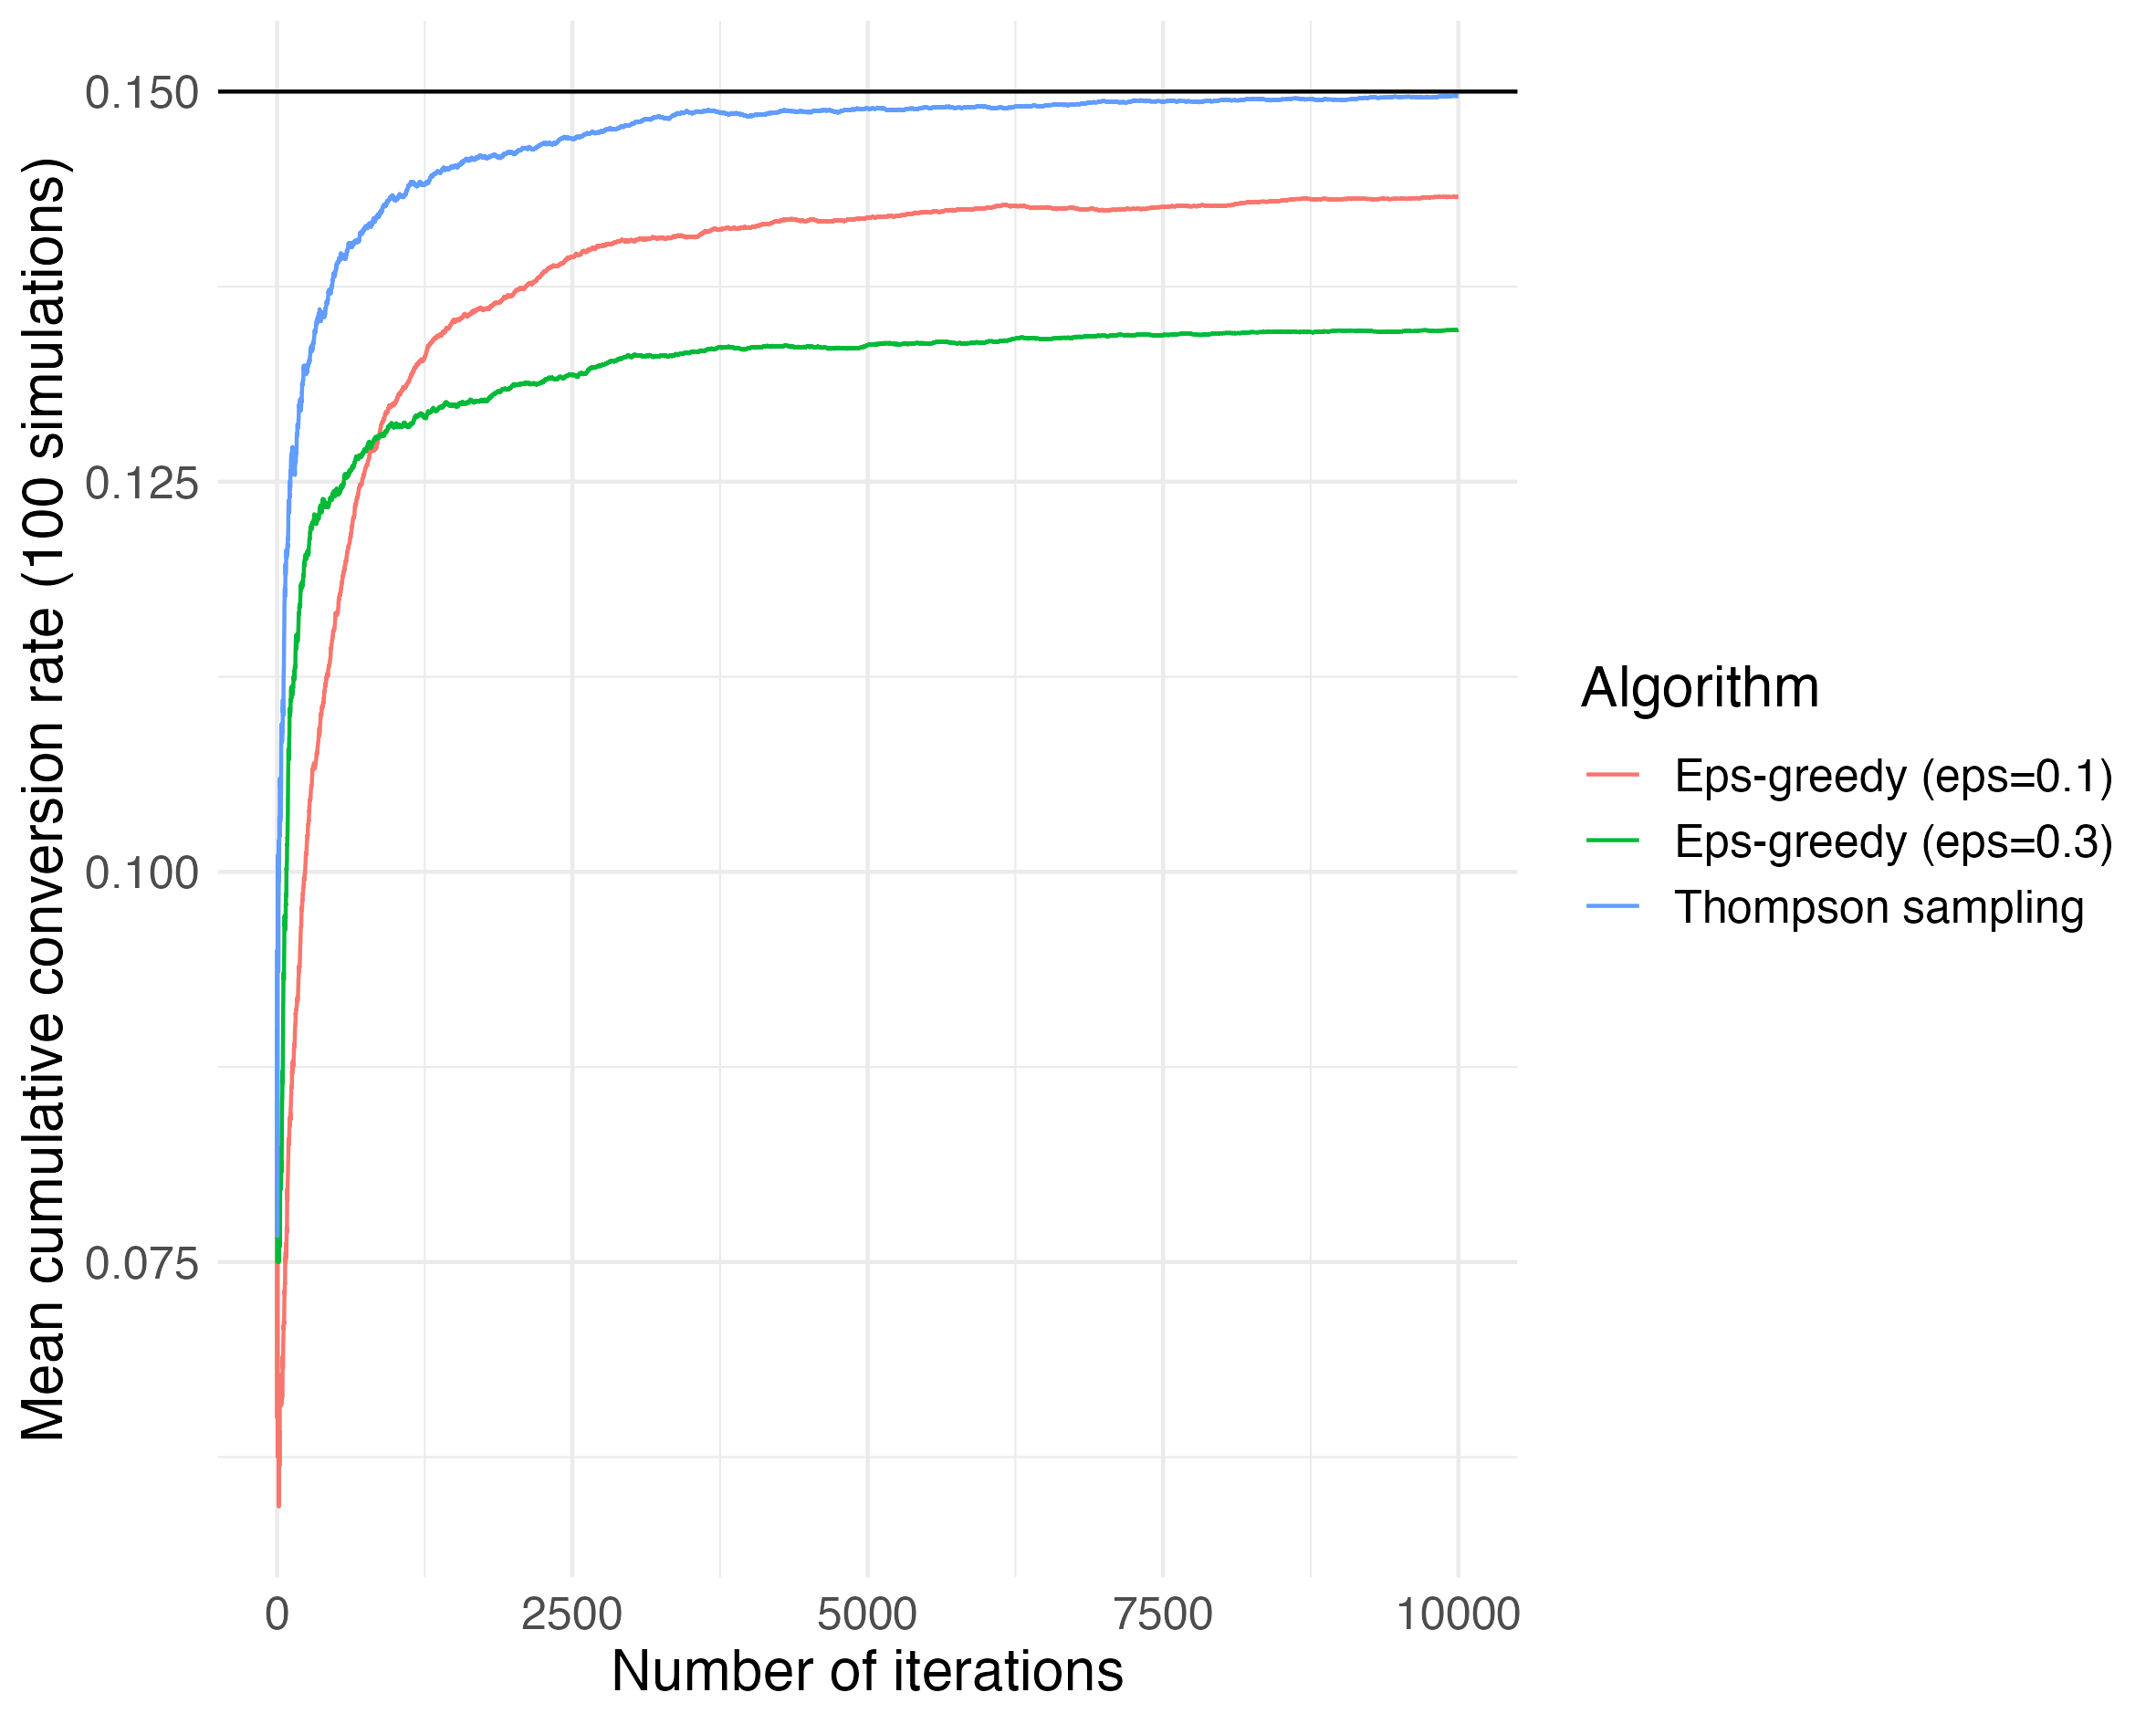 Mean cumulative conversion rate (100 simulations)
0.150
0.125
0.100
0.075
0
2500
5000
7500
10000
Number of iterations
Algorithm
Eps-greedy (eps=0.1)
Eps-greedy (eps=0.3)
Thompson sampling